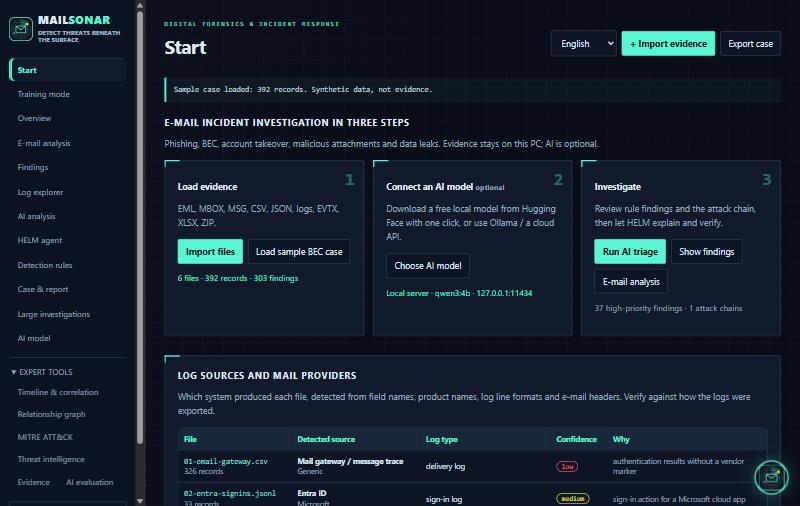 MAILSONAR
DETECT THREATS BENEATH
THE SURFACE
Start
Training mode
Overview
E-mail analysis
Findings
Log explorer
AI analysis
HELM agent
Detection rules
Case & report
Large investigations
AI model
▼ EXPERT TOOLS
Timeline & correlation
Relationship graph
MITRE ATT&CK
Threat intelligence
Evidence AI evaluation
DIGITAL FORENSICS & INCIDENT RESPONSE
Start
English
+ Import evidence
Export case
Sample case loaded: 392 records. Synthetic data, not evidence.
E-MAIL INCIDENT INVESTIGATION IN THREE STEPS
Phishing, BEC, account takeover, malicious attachments and data leaks. Evidence stays on this PC; AI is optional.
1
Load evidence
EML, MBOX, MSG, CSV, JSON, logs, EVTX,
XLSX, ZIP.
Import files
Load sample BEC case
6 files · 392 records · 303 findings
2
Connect an AI model optional
Download a free local model from Hugging
Face with one click, or use Ollama / a cloud
API.
Choose AI model
Local server · qwen3:4b · 127.0.0.1:11434
3
Investigate
Review rule findings and the attack chain,
then let HELM explain and verify.
Run AI triage
Show findings
E-mail analysis
37 high-priority findings · 1 attack chains
LOG SOURCES AND MAIL PROVIDERS
Which system produced each file, detected from field names, product names, log line formats and e-mail headers. Verify against how the logs were
exported.
File Detected source Log type Confidence Why
01-email-gateway.csv
326 records
Mail gateway / message trace
Generic
delivery log
low
authentication results without a vendor
marker
02-entra-signins.jsonl
33 records
Entra ID
Microsoft
sign-in log
medium
sign-in action for a Microsoft cloud app